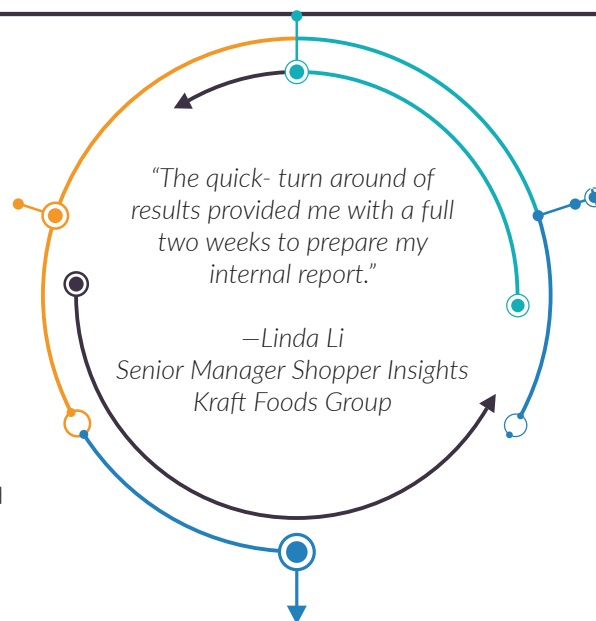 “The quick- turn around of
results provided me with a full
two weeks to prepare my
internal report.”
—Linda Li
Senior Manager Shopper Insights
Kraft Foods Group